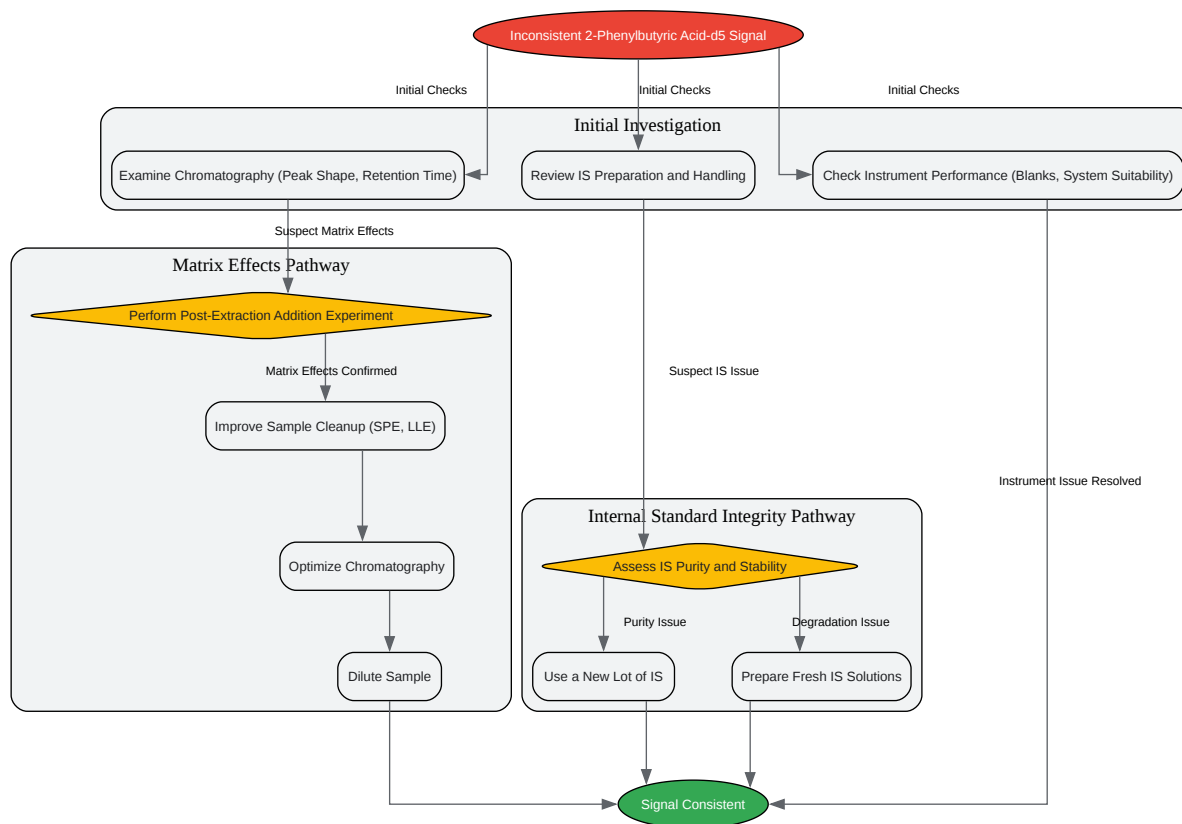 Inconsistent 2-Phenylbutyric Acid-d5 Signal
Initial Checks
Initial Checks
Initial Checks
Initial Investigation
Examine Chromatography (Peak Shape, Retention Time)
Review IS Preparation and Handling
Check Instrument Performance (Blanks, System Suitability)
Suspect Matrix Effects
Matrix Effects Pathway
Perform Post-Extraction Addition Experiment
Matrix Effects Confirmed
Suspect IS Issue
Improve Sample Cleanup (SPE, LLE)
Instrument Issue Resolved
Internal Standard Integrity Pathway
Optimize Chromatography
Assess IS Purity and Stability
Purity Issue
Degradation Issue
Dilute Sample
Use a New Lot of IS
Prepare Fresh IS Solutions
Signal Consistent